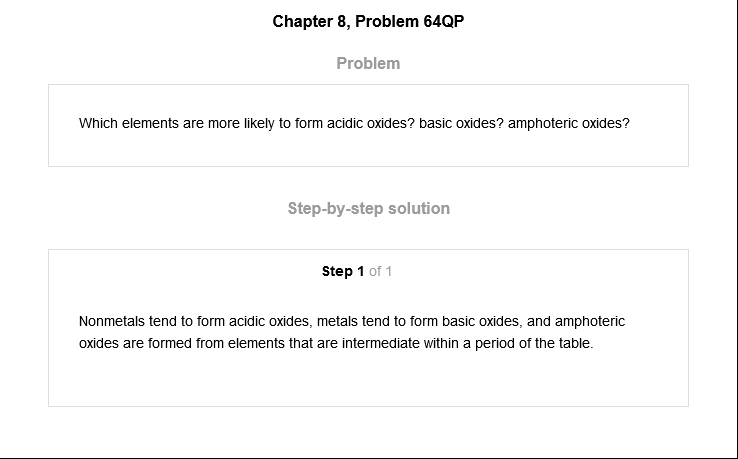 Chapter 8, Problem 64QP
Problem
Which elements are more likely to form acidic oxides? basic oxides? amphoteric oxides?
Step-by-step solution
Step 1 of 1
Nonmetals tend to form acidic oxides, metals tend to form basic oxides, and amphoteric
oxides are formed from elements that are intermediate within a period of the table.